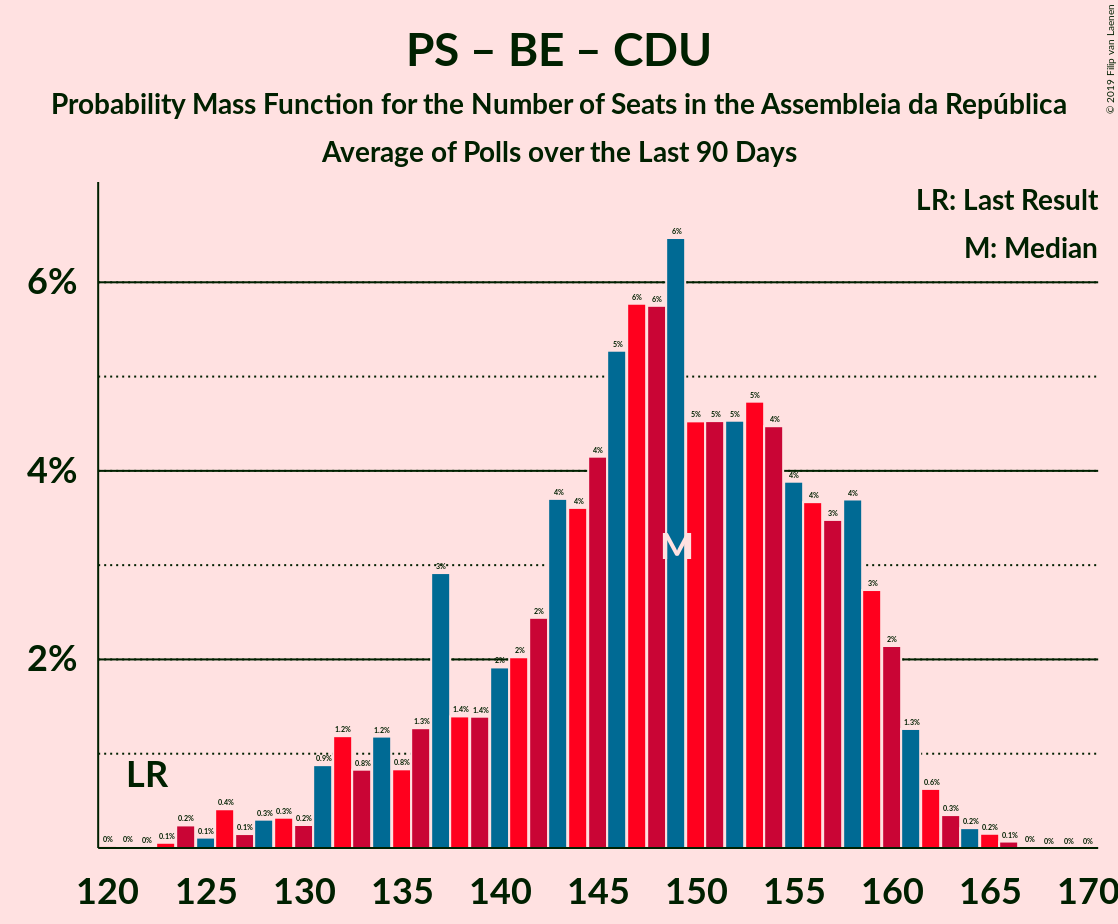 PS – BE – CDU
Probability Mass Function for the Number of Seats in the Assembleia da República
Average of Polls over the Last 90 Days
© 2019 Filip van Laenen
LR: Last Result
M: Median
6%
4%
2%
0% 0% 0% 0.1% 0.2% 0.1% 0.4% 0.1% 0.3% 0.3% 0.2% 0.9% 1.2% 0.8% 1.2% 0.8% 1.3% 3% 1.4% 1.4% 2% 2% 2% 4% 4% 4% 5% 6% 6% 6% 5% 5% 5% 5% 4% 4% 4% 3% 4% 3% 2% 1.3% 0.6% 0.3% 0.2% 0.2% 0.1% 0% 0% 0% 0%
M
LR
120 125 130 135 140 145 150 155 160 165 170